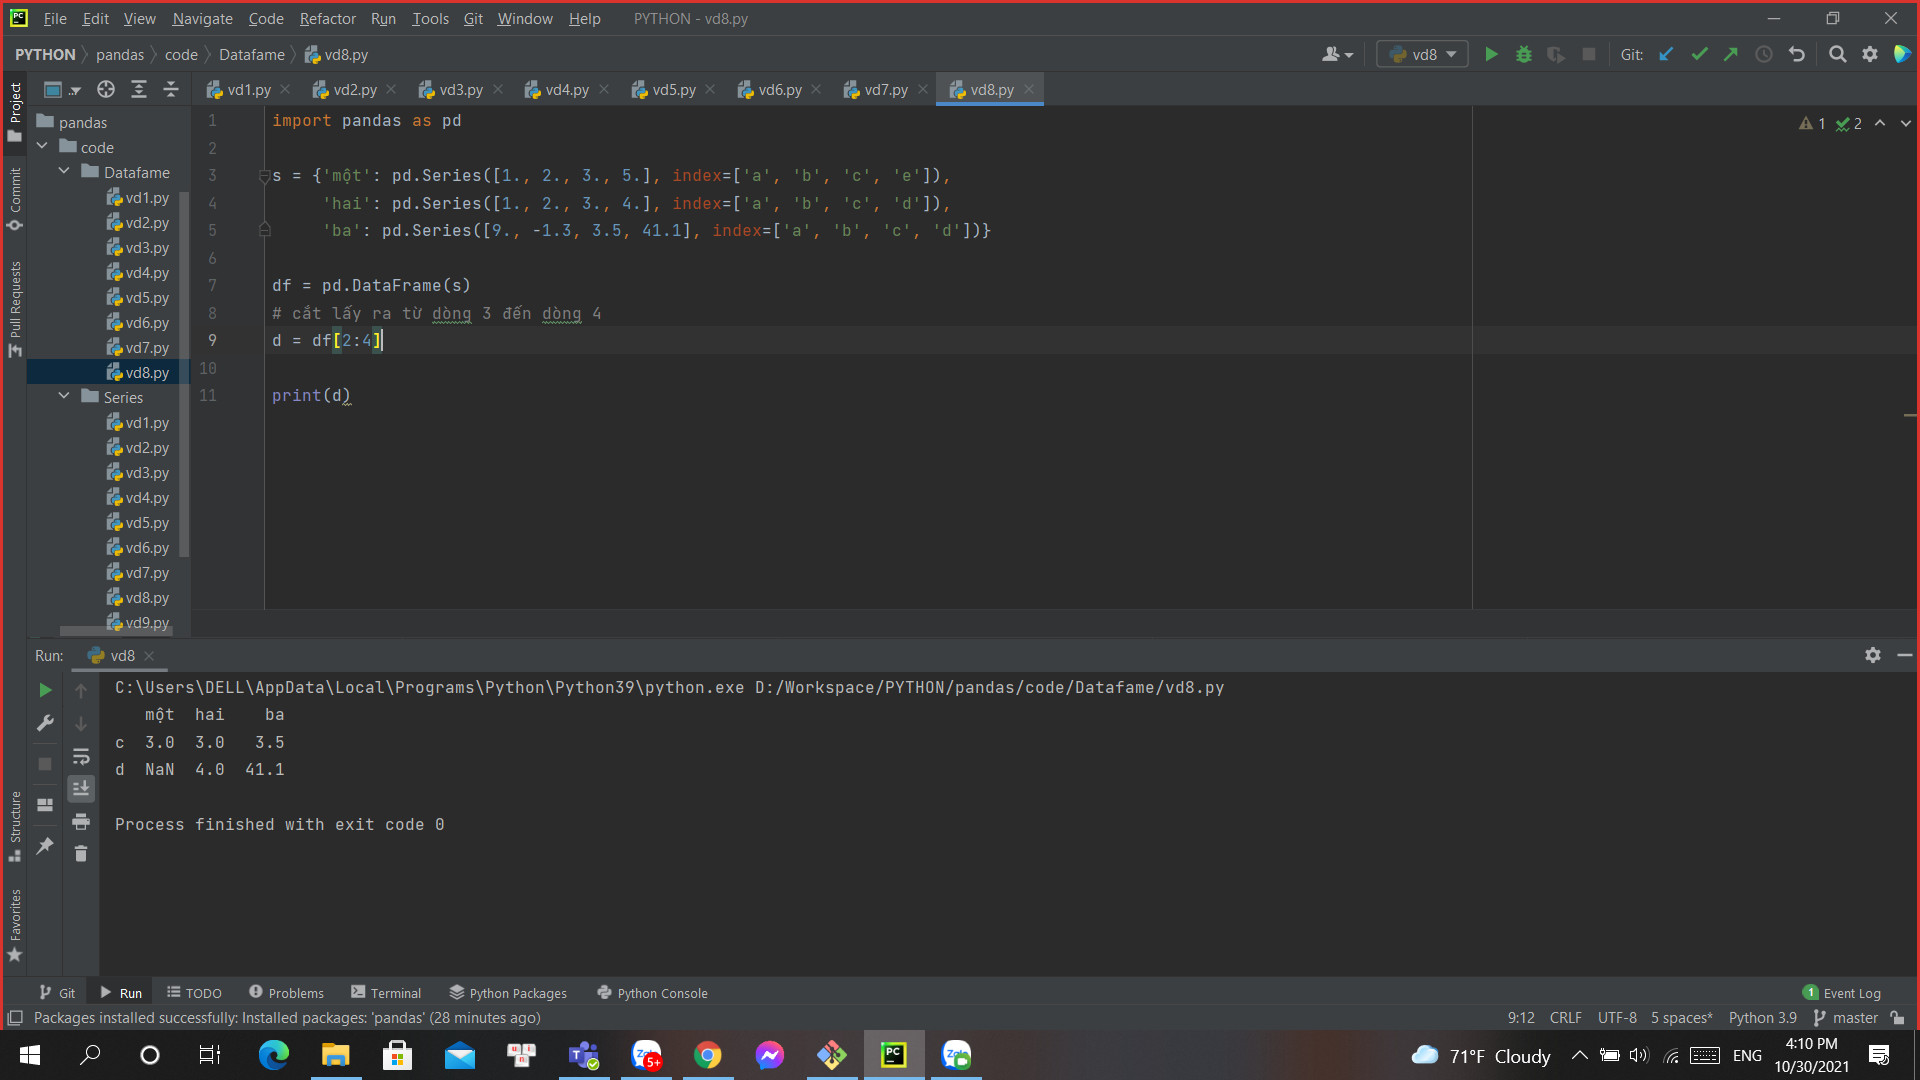 File Edit View Navigate Code Refactor Run Tools Git Window Help PYTHON - vd8.py
PYTHON pandas code Datafame vd8.py vd8 Git:
vd1.py vd2.py vd3.py vd4.py vd5.py vd6.py vd7.py vd8.py
Project
Commit
Pull Requests
Structure
Favorites
pandas
code
Datafame
vd1.py
vd2.py
vd3.py
vd4.py
vd5.py
vd6.py
vd7.py
vd8.py
Series
vd1.py
vd2.py
vd3.py
vd4.py
vd5.py
vd6.py
vd7.py
vd8.py
vd9.py
1 2
1 import pandas as pd
2
3 s = {'một': pd.Series([1., 2., 3., 5.], index=['a', 'b', 'c', 'e']),
4 'hai': pd.Series([1., 2., 3., 4.], index=['a', 'b', 'c', 'd']),
5 'ba': pd.Series([9., -1.3, 3.5, 41.1], index=['a', 'b', 'c', 'd'])}
6
7 df = pd.DataFrame(s)
8 # cắt lấy ra từ dòng 3 đến dòng 4
9 d = df[2:4]
10
11 print(d)
Run: vd8
C:\Users\DELL\AppData\Local\Programs\Python\Python39\python.exe D:/Workspace/PYTHON/pandas/code/Datafame/vd8.py
một hai ba
c 3.0 3.0 3.5
d NaN 4.0 41.1
Process finished with exit code 0
Git Run TODO Problems Terminal Python Packages Python Console 1 Event Log
Packages installed successfully: Installed packages: 'pandas' (28 minutes ago) 9:12 CRLF UTF-8 5 spaces* Python 3.9 master
71°F Cloudy ENG 4:10 PM
10/30/2021